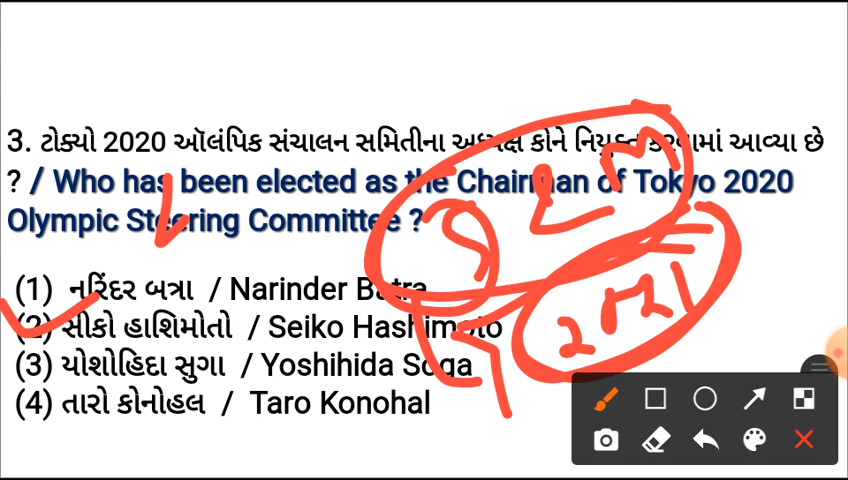 3. ટોક્યો 2020 ઑલંપિક સંચાલન સમિતીના અધ્યક્ષ કોને નિયુક્ત કરવામાં આવ્યા છે
? / Who has been elected as the Chairman of Tokyo 2020
Olympic Steering Committee ?
(1) નરિંદર બત્રા / Narinder Batra
(2) સીકો હાશિમોતો / Seiko Hashimoto
(3) યોશોહિદા સુગા / Yoshihida Soga
(4) તારો કોનોહલ / Taro Konohal